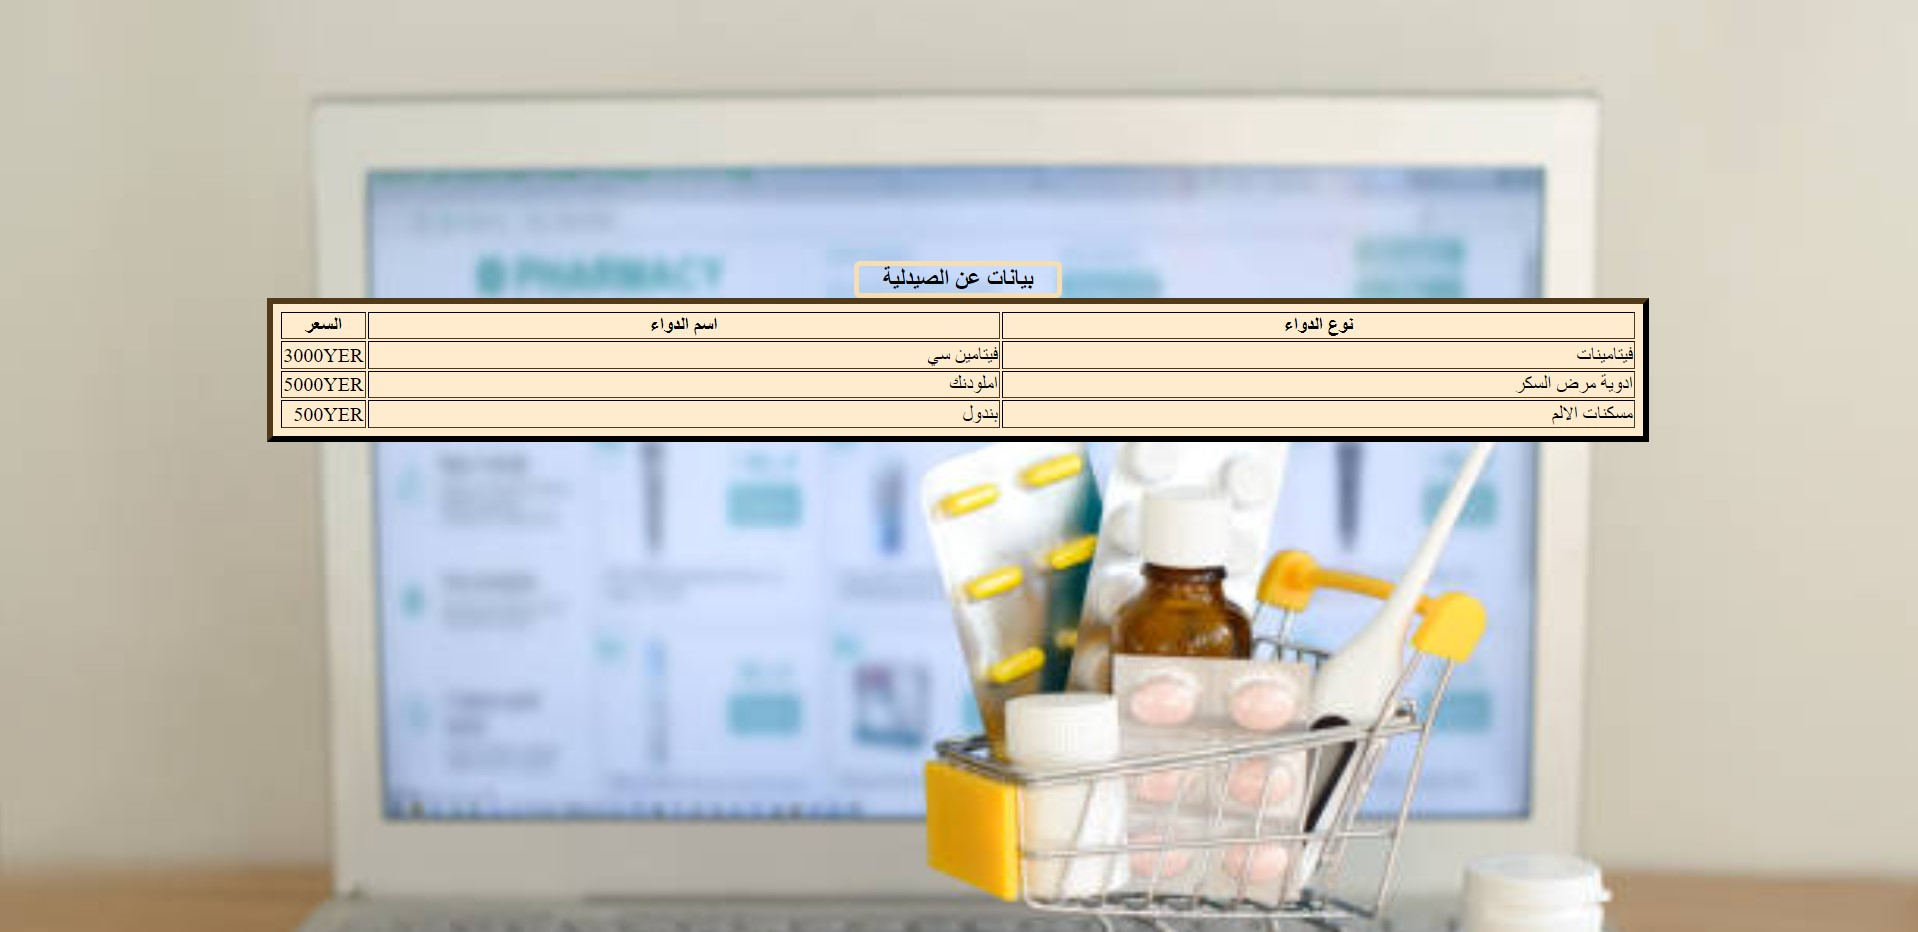 PHARMACY
بيانات عن الصيدلية
نوع الدواء اسم الدواء السعر
فيتامينات فيتامين سي 3000YER
ادوية مرض السكر املودنك 5000YER
مسكنات الالم بندول 500YER